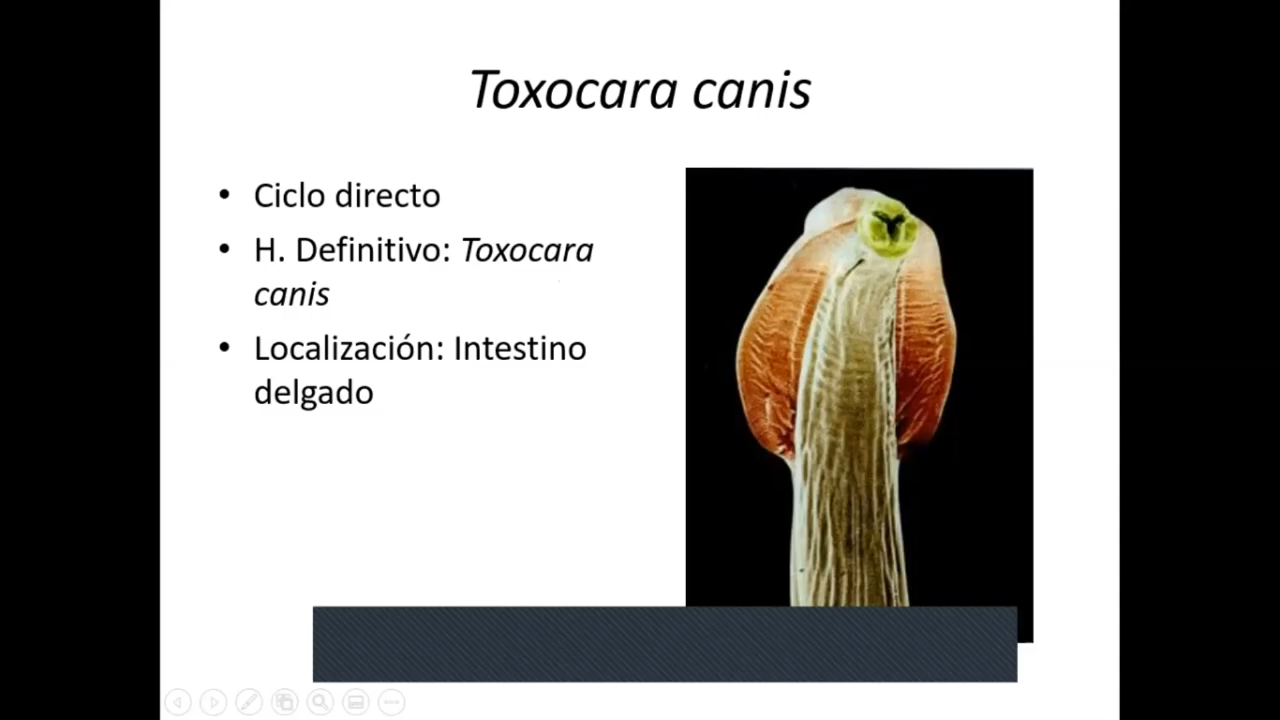 Toxocara canis
• Ciclo directo
• H. Definitivo: Toxocara
canis
• Localización: Intestino
delgado